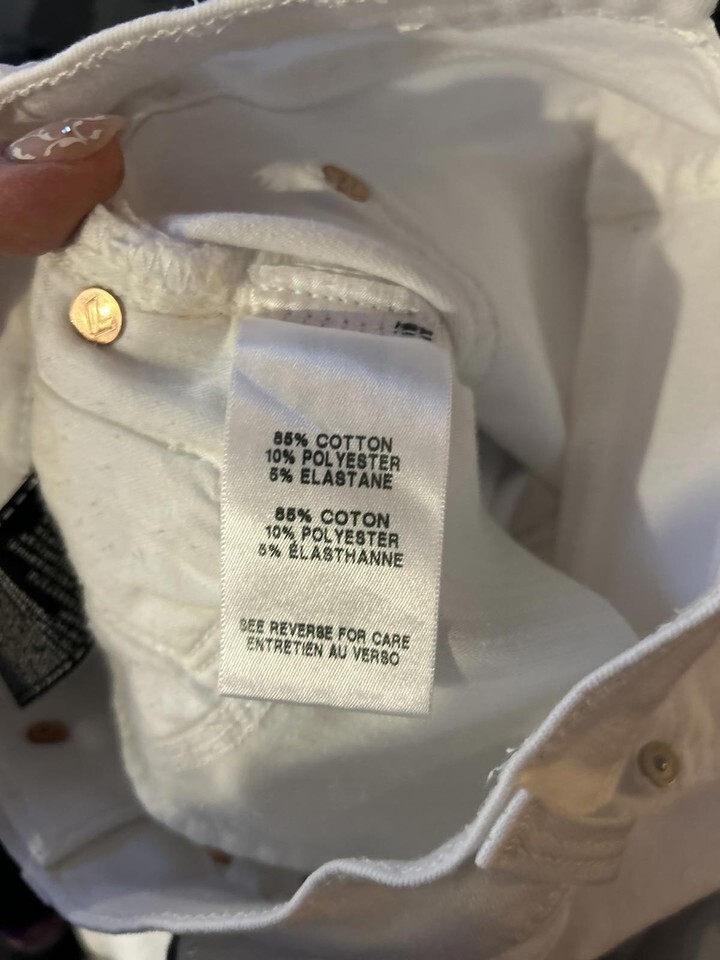 85% COTTON
10% POLYESTER
5% ELASTANE
85% COTON
10% POLYESTER
5% ÉLASTHANNE
SEE REVERSE FOR CARE
ENTRETIEN AU VERSO